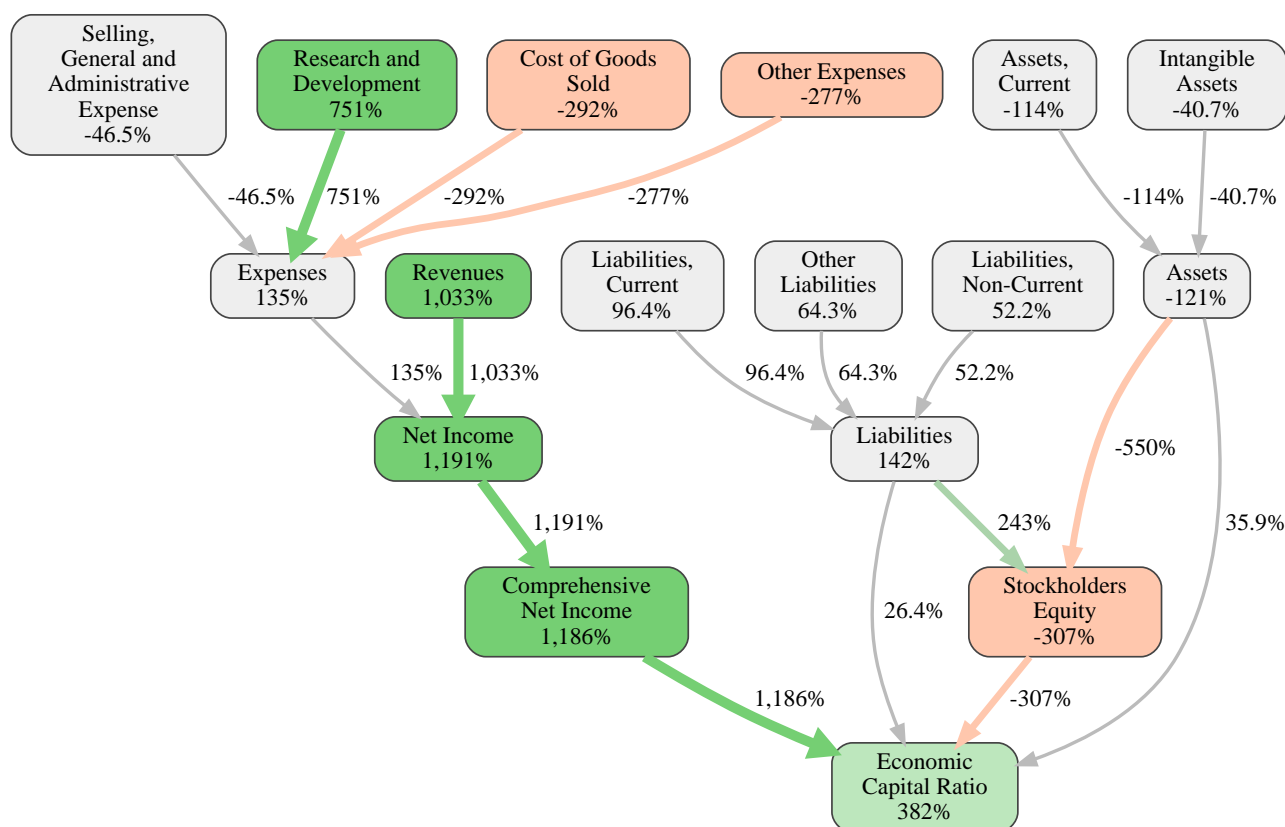 Selling,
General and
Administrative
Expense
-46.5%
Research and
Development
751%
Cost of Goods
Sold
-292%
Other Expenses
-277%
Assets,
Current
-114%
Intangible
Assets
-40.7%
-46.5%
751%
-292%
-277%
-114%
-40.7%
Expenses
135%
Revenues
1,033%
Liabilities,
Current
96.4%
Other
Liabilities
64.3%
Liabilities,
Non-Current
52.2%
Assets
-121%
135%
1,033%
96.4%
64.3%
52.2%
Net Income
1,191%
Liabilities
142%
-550%
1,191%
243%
35.9%
Comprehensive
Net Income
1,186%
26.4%
Stockholders
Equity
-307%
1,186%
-307%
Economic
Capital Ratio
382%